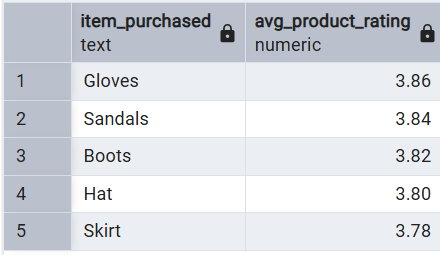 item_purchased avg_product_rating
text numeric
1 Gloves 3.86
2 Sandals 3.84
3 Boots 3.82
4 Hat 3.80
5 Skirt 3.78